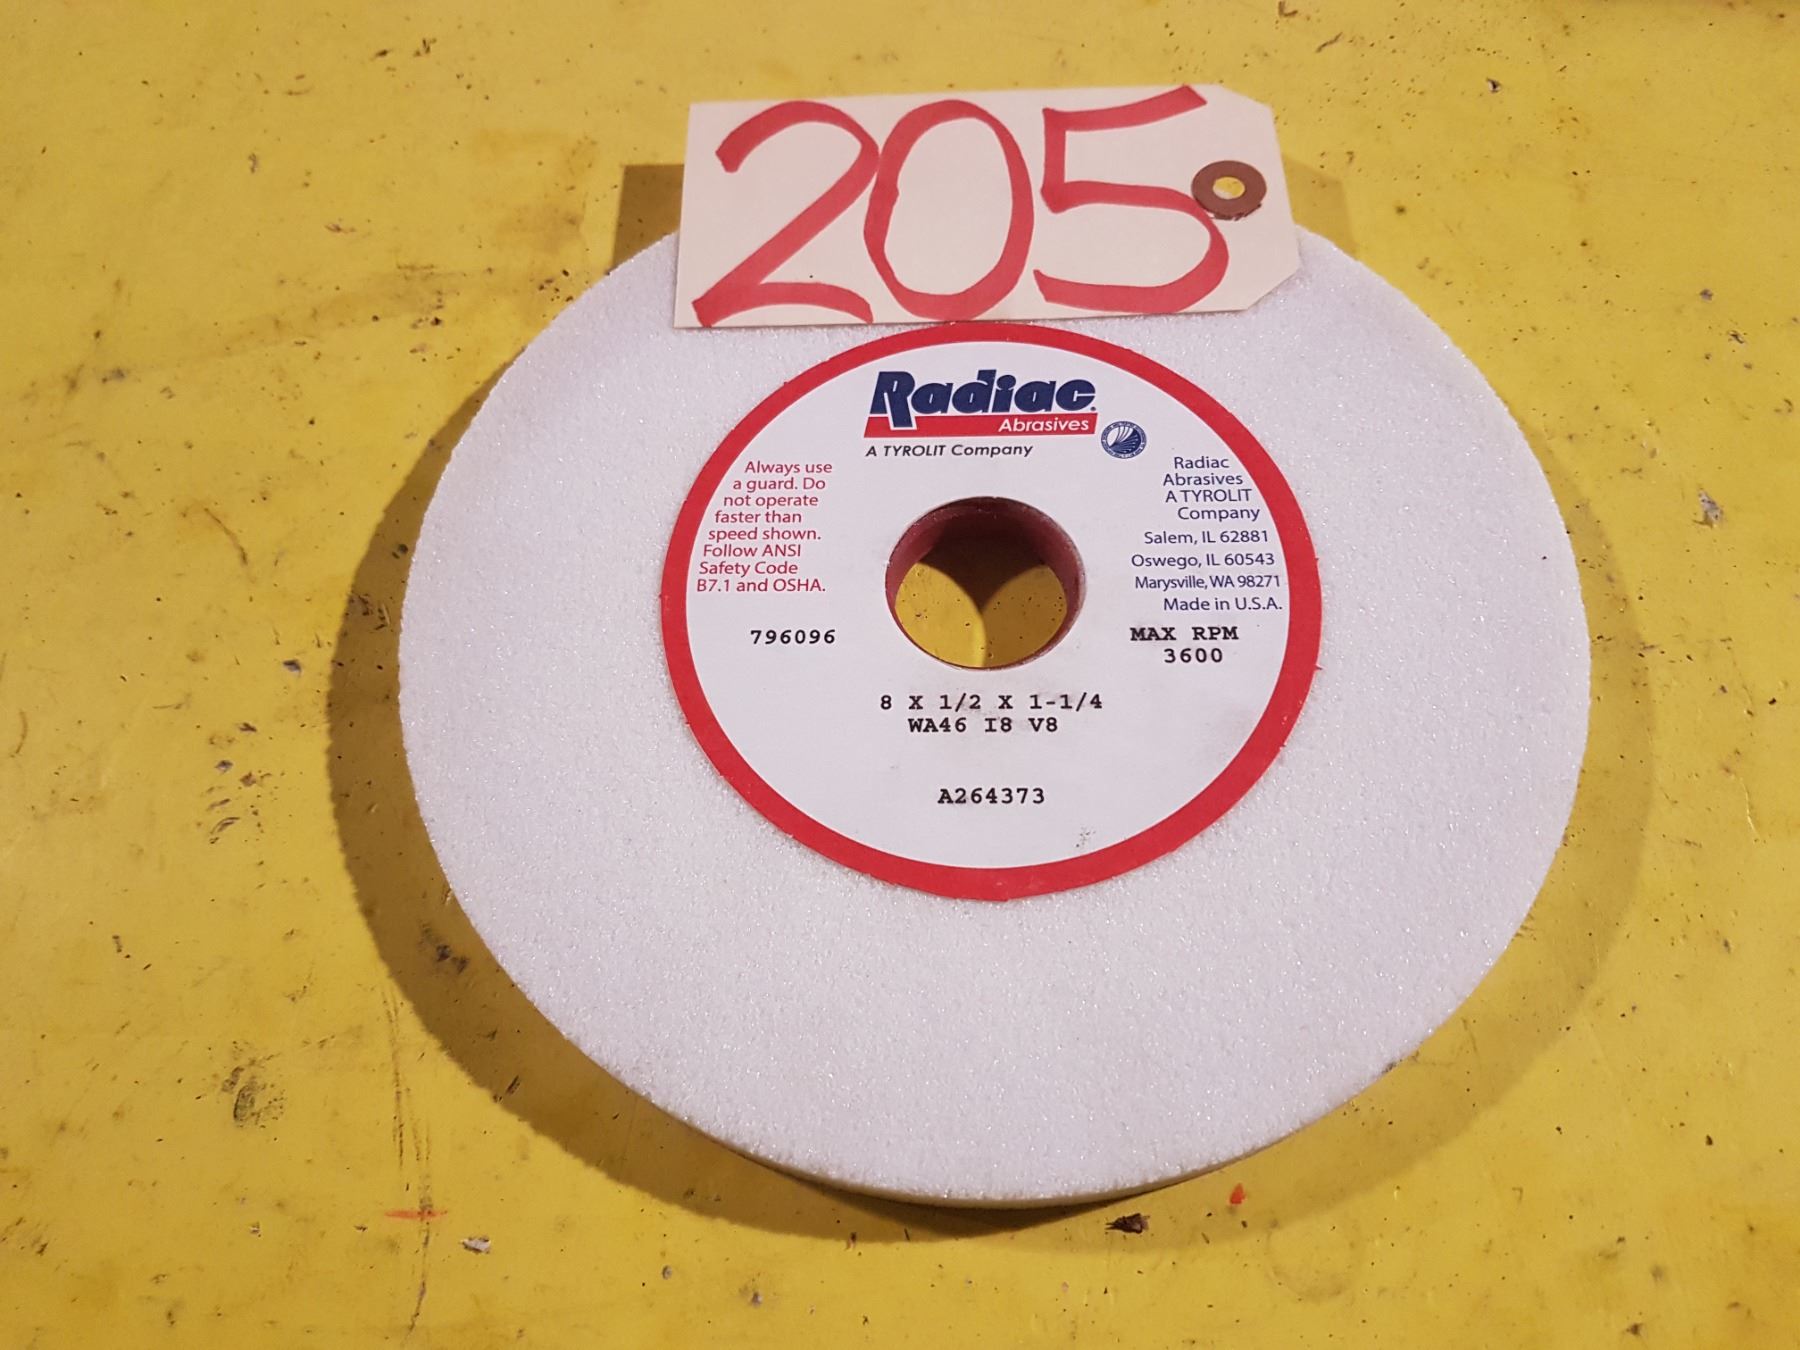 205
Radiac
Abrasives
A TYROLIT Company
Always use
a guard. Do
not operate
faster than
speed shown.
Follow ANSI
Safety Code
B7.1 and OSHA.
Radiac
Abrasives
A TYROLIT
Company
Salem, IL 62881
Oswego, IL 60543
Marysville, WA 98271
Made in U.S.A.
796096
MAX RPM
3600
8 X 1/2 X 1-1/4
WA46 I8 V8
A264373